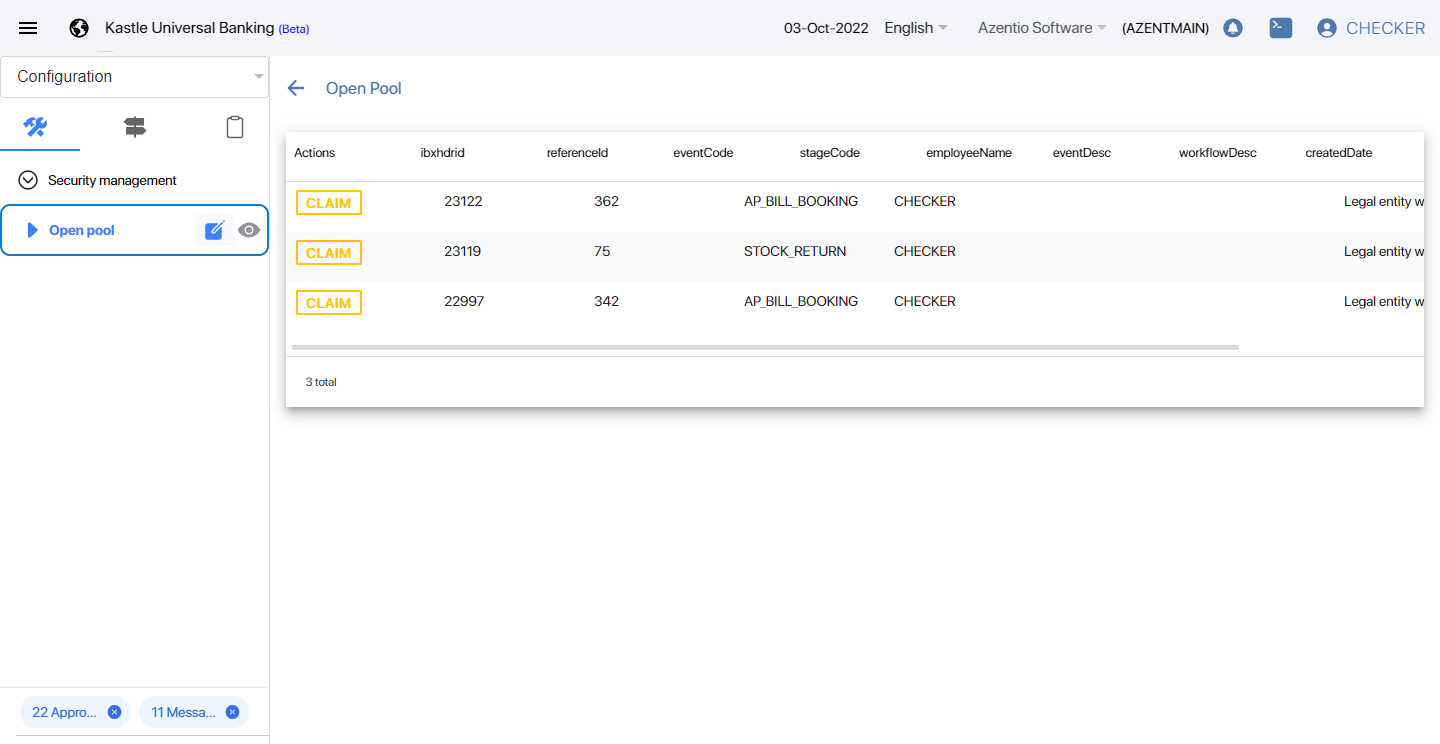 Kastle Universal Banking (Beta)
03-Oct-2022 English Azentio Software (AZENTMAIN) CHECKER
Configuration
Security management
Open pool
22 Appro...
11 Messa...
Open Pool
Actions ibxhdrid referenceId eventCode stageCode employeeName eventDesc workflowDesc createdDate
CLAIM 23122 362 AP_BILL_BOOKING CHECKER Legal entity w
CLAIM 23119 75 STOCK_RETURN CHECKER Legal entity w
CLAIM 22997 342 AP_BILL_BOOKING CHECKER Legal entity w
3 total